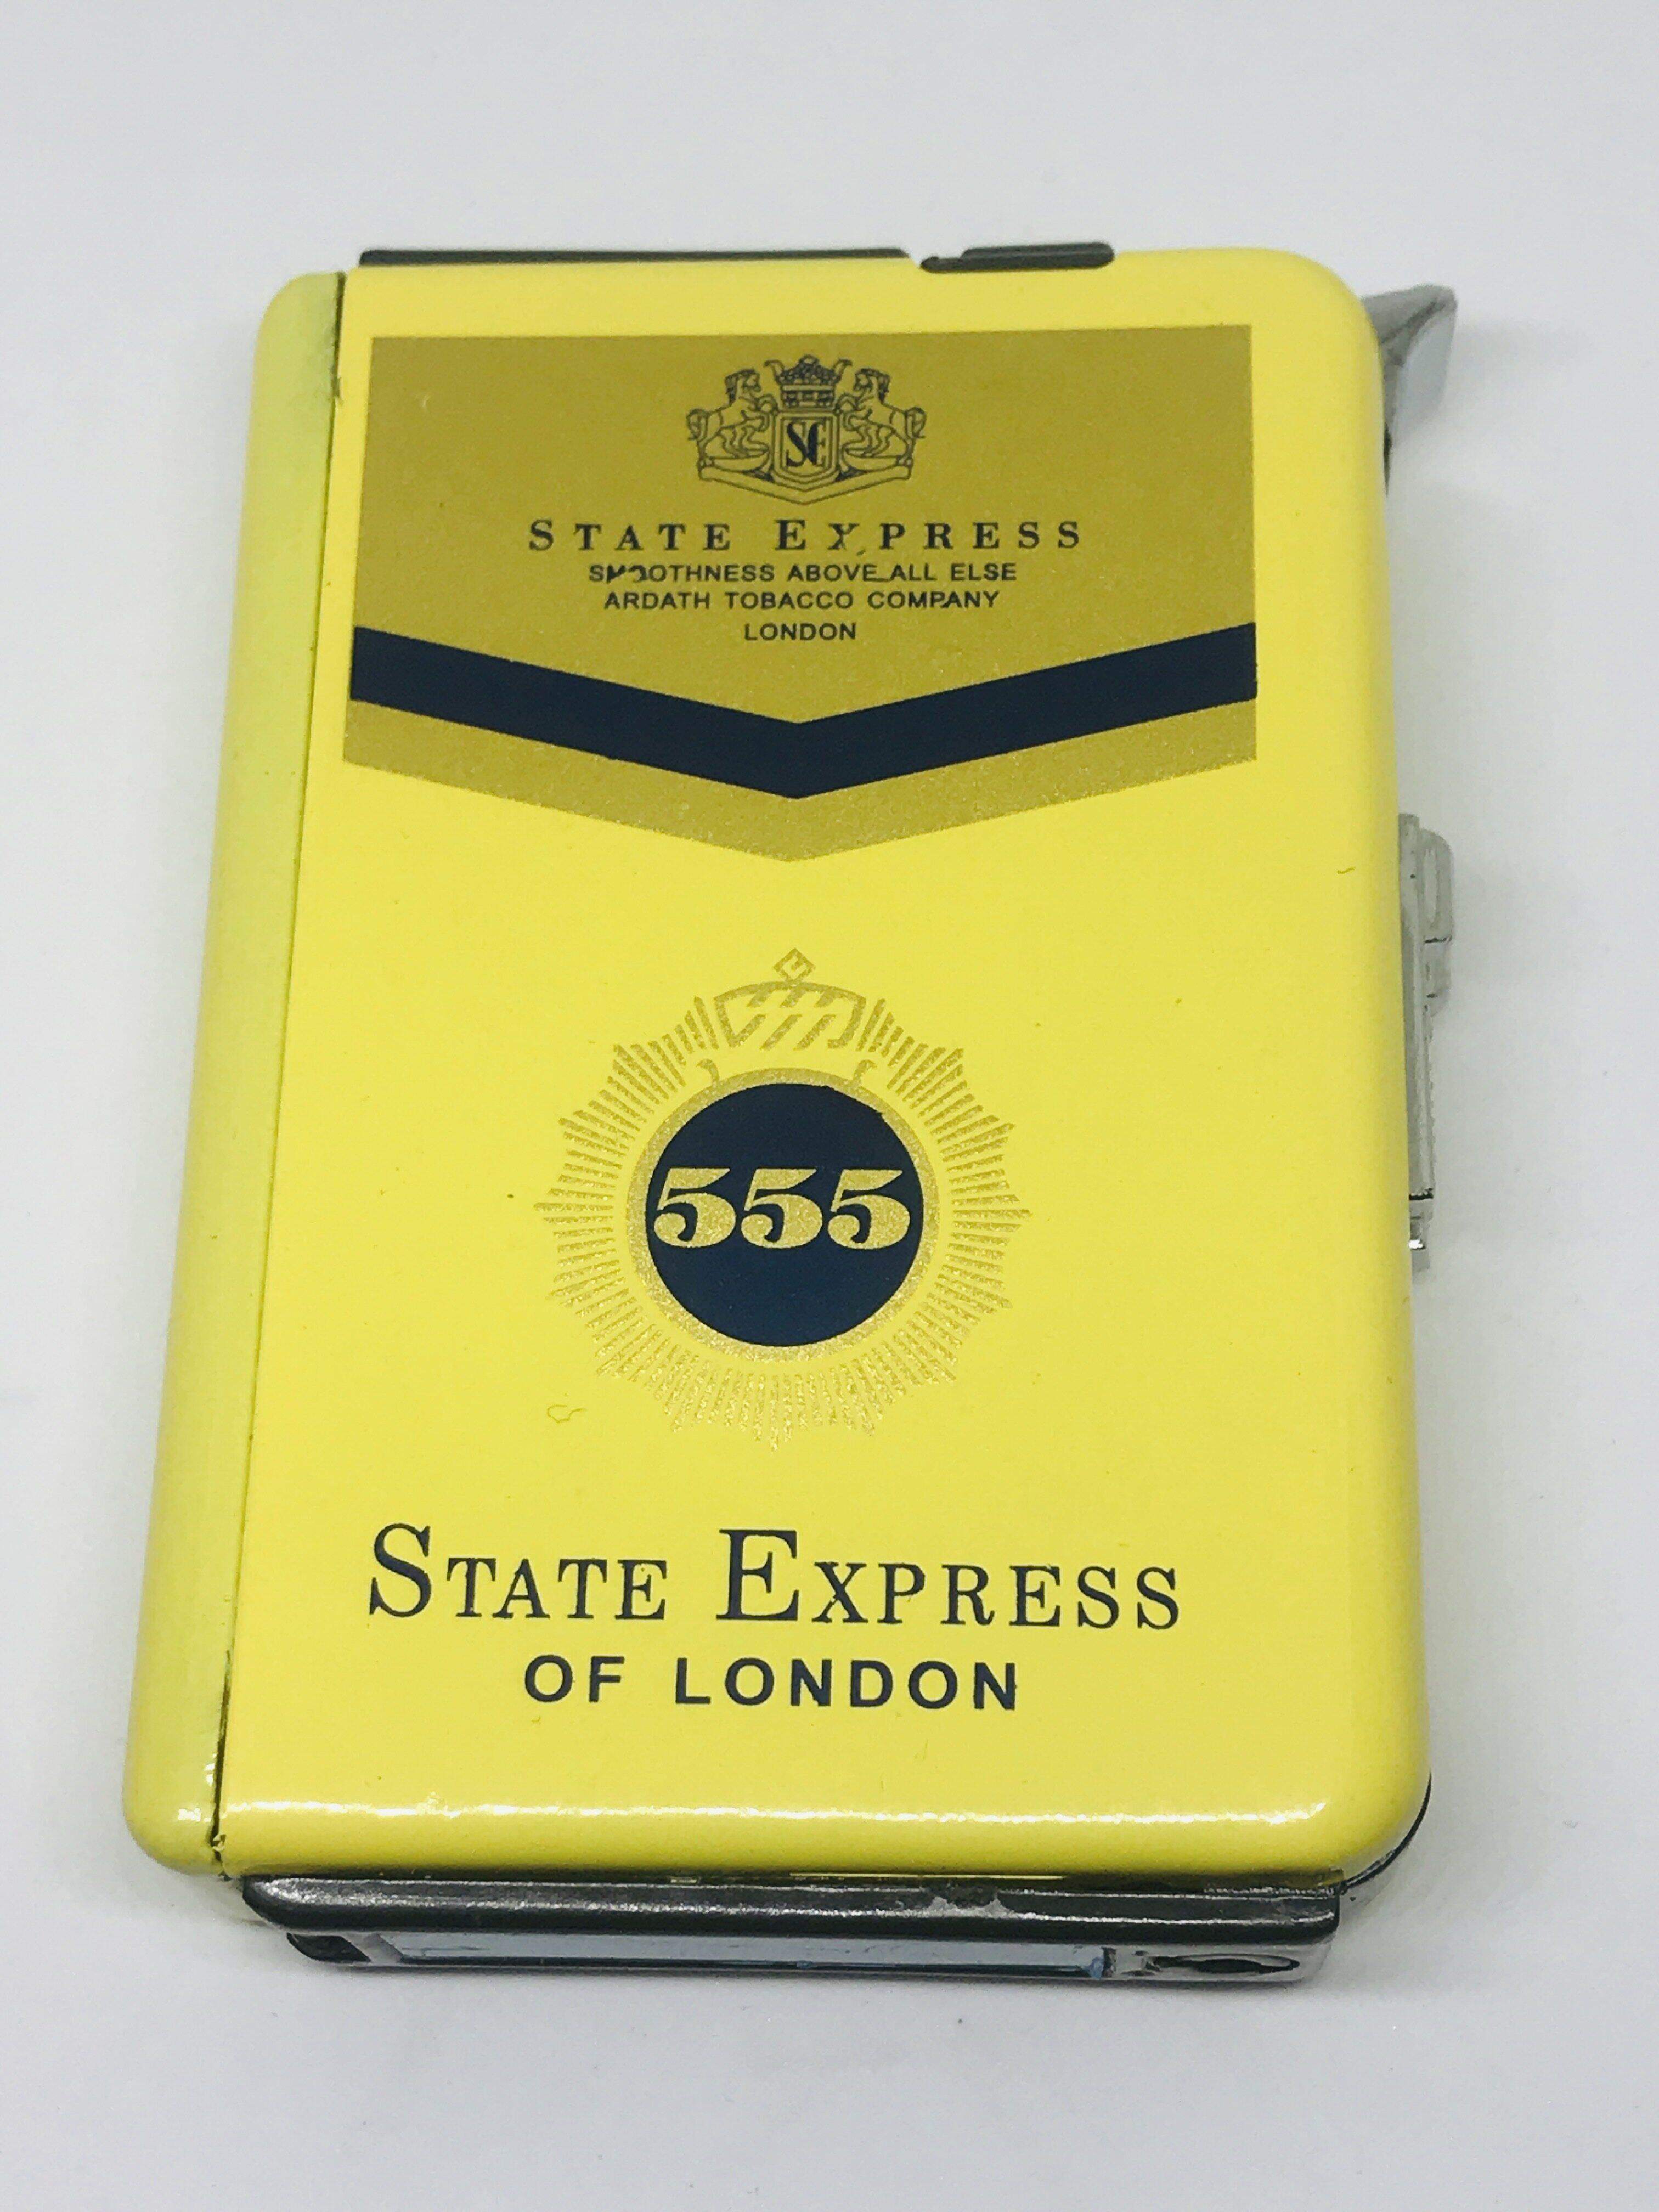 SE
STATE EXPRESS
SMOOTHNESS ABOVE ALL ELSE
ARDATH TOBACCO COMPANY
LONDON
555
STATE EXPRESS
OF LONDON